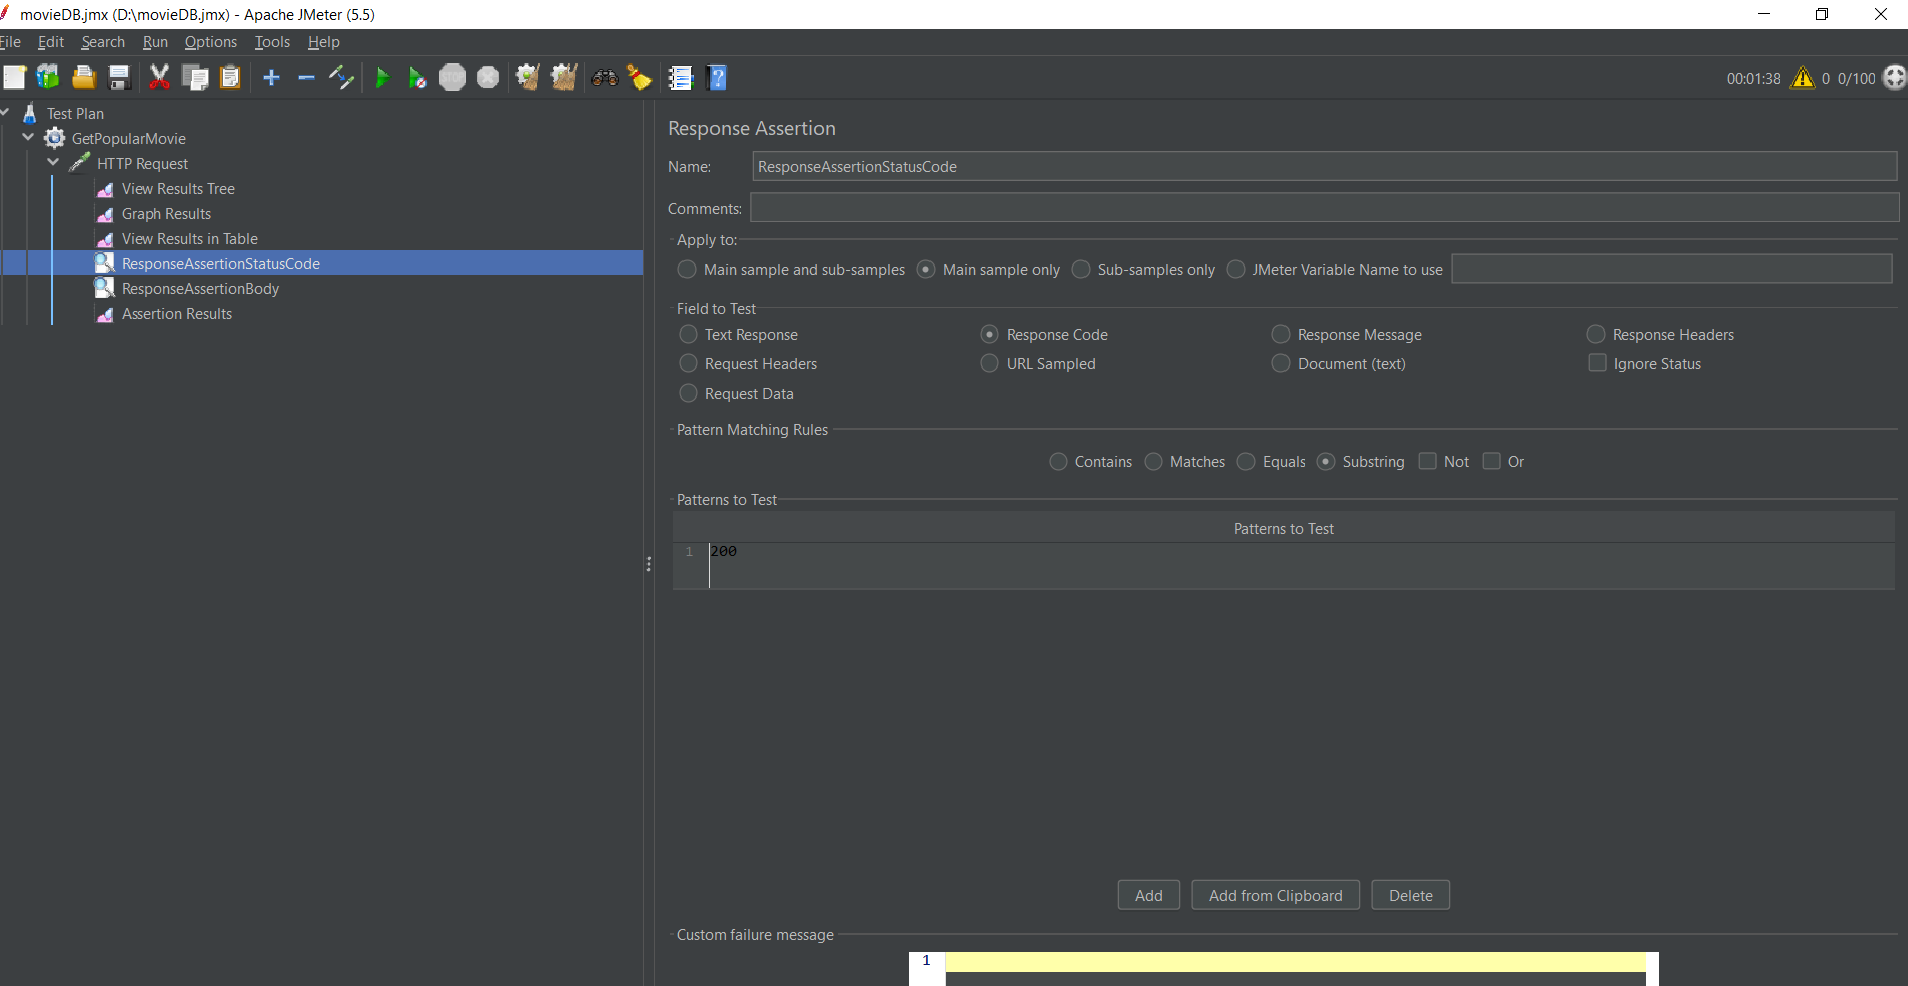 movieDB.jmx (D:\movieDB.jmx) - Apache JMeter (5.5)
File Edit Search Run Options Tools Help
STOP 00:01:38 0 0/100
Test Plan
GetPopularMovie
HTTP Request
View Results Tree
Graph Results
View Results in Table
ResponseAssertionStatusCode
ResponseAssertionBody
Assertion Results
Response Assertion
Name: ResponseAssertionStatusCode
Comments:
Apply to:
Main sample and sub-samples Main sample only Sub-samples only JMeter Variable Name to use
Field to Test
Text Response Response Code Response Message Response Headers
Request Headers URL Sampled Document (text) Ignore Status
Request Data
Pattern Matching Rules
Contains Matches Equals Substring Not Or
Patterns to Test
Patterns to Test
1 200
Add Add from Clipboard Delete
Custom failure message
1